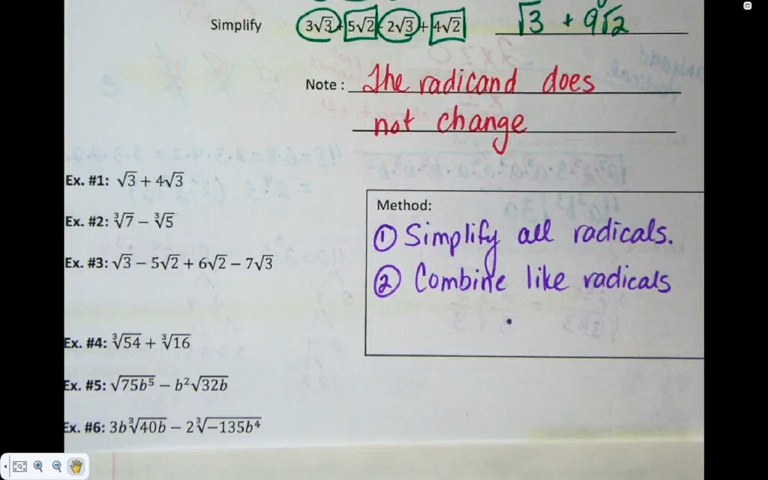 Simplify 3√3 + 5√2 - 2√3 + 4√2 √3 + 9√2
Note : The radicand does
not change
Ex. #1: √3 + 4√3
Ex. #2: ∛7 − ∛5
Ex. #3: √3 − 5√2 + 6√2 − 7√3
Ex. #4: ∛54 + ∛16
Ex. #5: √75b⁵ − b²√32b
Ex. #6: 3b∛40b − 2∛−135b⁴
Method:
① Simplify all radicals.
② Combine like radicals